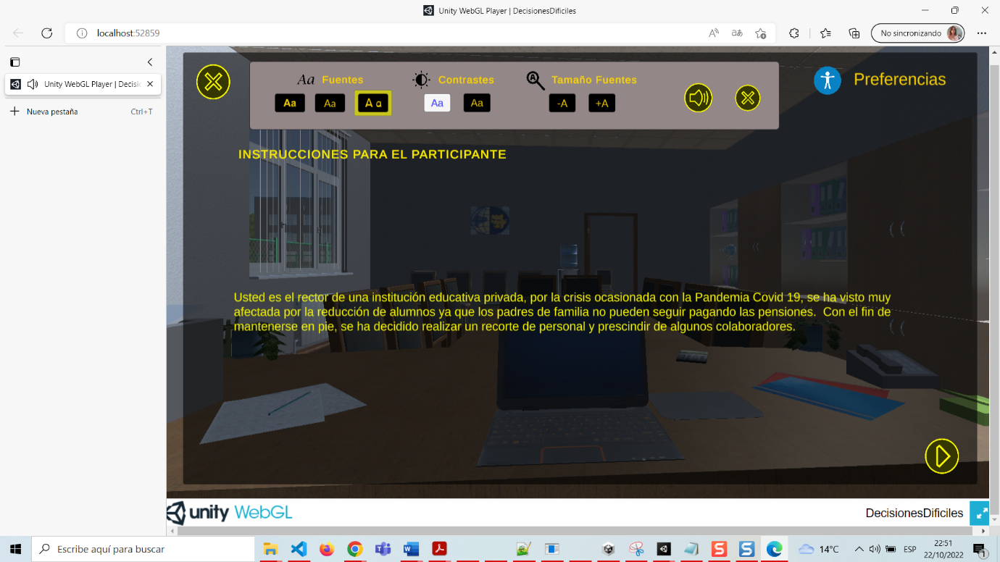 Unity WebGL Player | DecisionesDificiles
localhost:52859
No sincronizando
Unity WebGL Player | Decisic
Nueva pestaña Ctrl+T
Aa Fuentes
Contrastes
Tamaño Fuentes
Aa Aa A a
Aa Aa
-A +A
Preferencias
INSTRUCCIONES PARA EL PARTICIPANTE
Usted es el rector de una institución educativa privada, por la crisis ocasionada con la Pandemia Covid 19, se ha visto muy
afectada por la reducción de alumnos ya que los padres de familia no pueden seguir pagando las pensiones. Con el fin de
mantenerse en pie, se ha decidido realizar un recorte de personal y prescindir de algunos colaboradores.
unity WebGL
DecisionesDificiles
Escribe aquí para buscar
14°C
ESP
22:51
22/10/2022
1